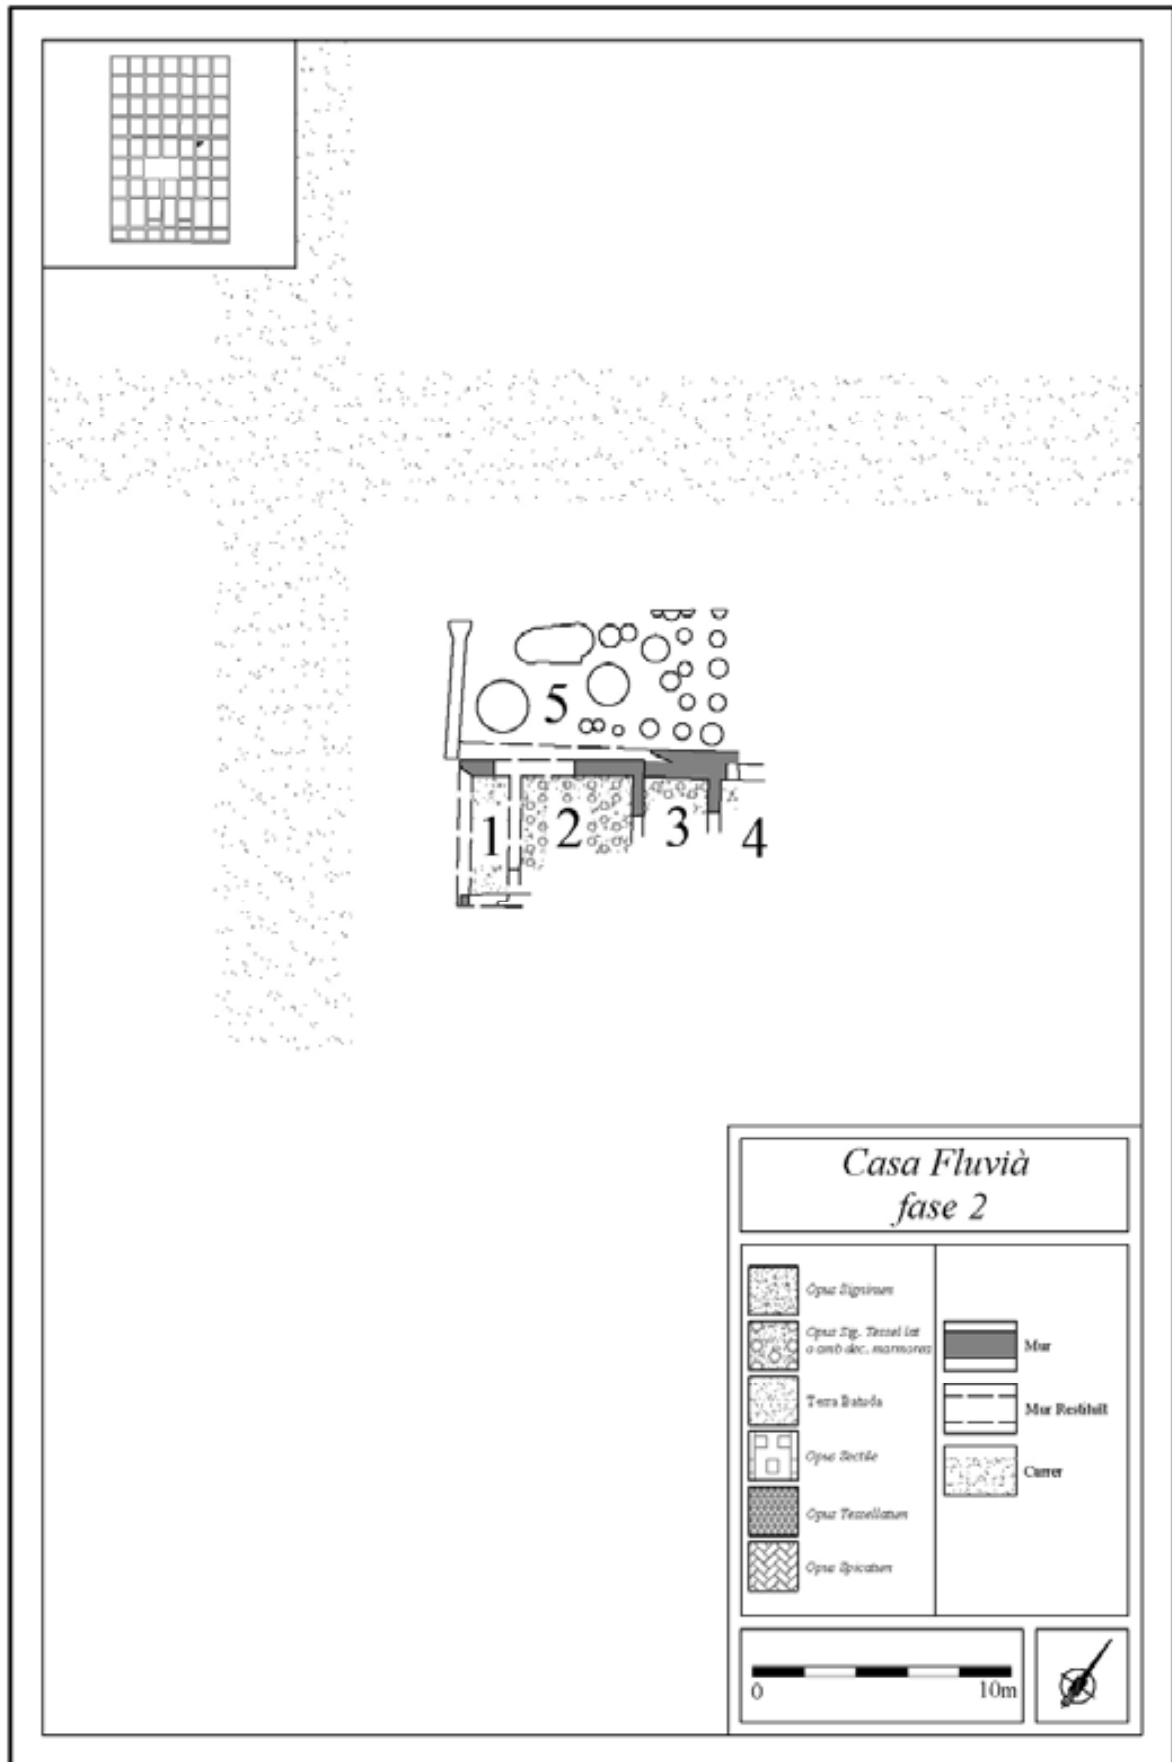 5
1
2
3
4
Casa Fluvià
fase 2
Opus Signinum
Opus Sig. Tessel lat
o amb dec. marmorea
Terra Batuda
Opus Sectile
Opus Tessellatum
Opus Spicatum
Mur
Mur Restituït
Carrer
0
10m